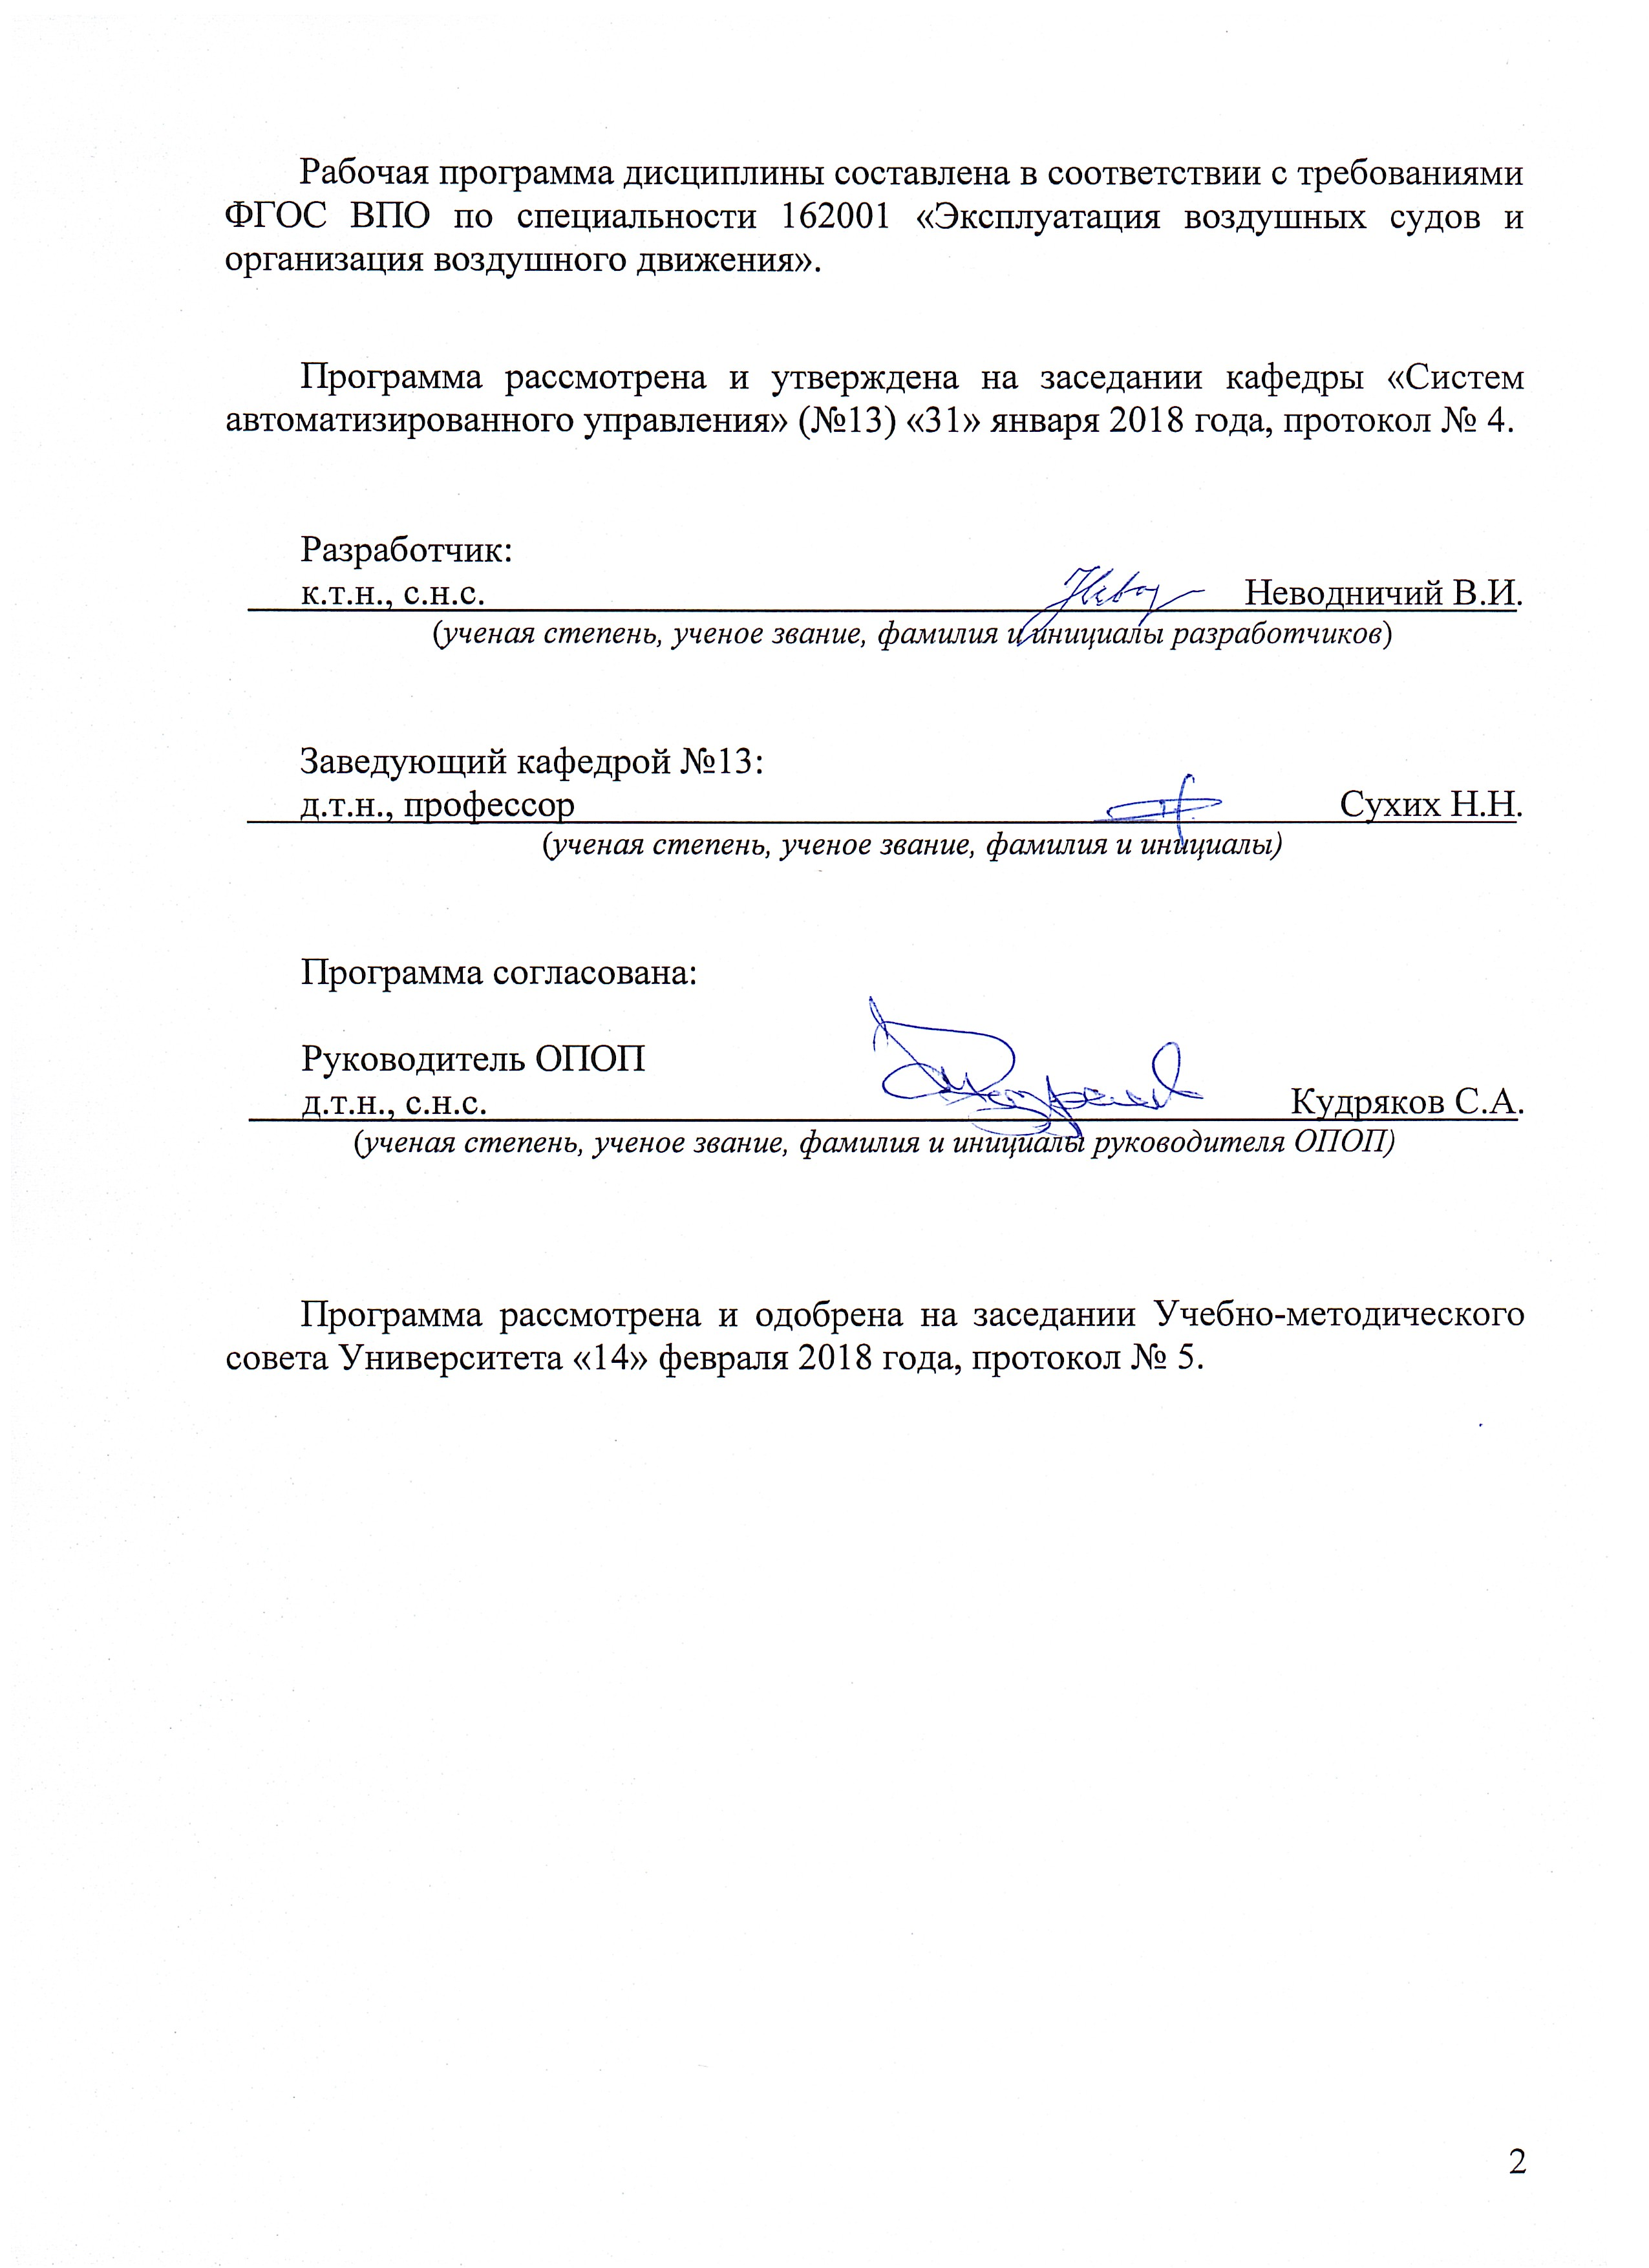 Рабочая программа дисциплины составлена в соответствии с требованиями
ФГОС ВПО по специальности 162001 «Эксплуатация воздушных судов и
организация воздушного движения».
Программа рассмотрена и утверждена на заседании кафедры «Систем
автоматизированного управления» (№13) «31» января 2018 года, протокол № 4.
Разработчик:
к.т.н., с.н.с. Неводничий В.И.
(ученая степень, ученое звание, фамилия и инициалы разработчиков)
Заведующий кафедрой №13:
д.т.н., профессор Сухих Н.Н.
(ученая степень, ученое звание, фамилия и инициалы)
Программа согласована:
Руководитель ОПОП
д.т.н., с.н.с. Кудряков С.А.
(ученая степень, ученое звание, фамилия и инициалы руководителя ОПОП)
Программа рассмотрена и одобрена на заседании Учебно-методического
совета Университета «14» февраля 2018 года, протокол № 5.
2